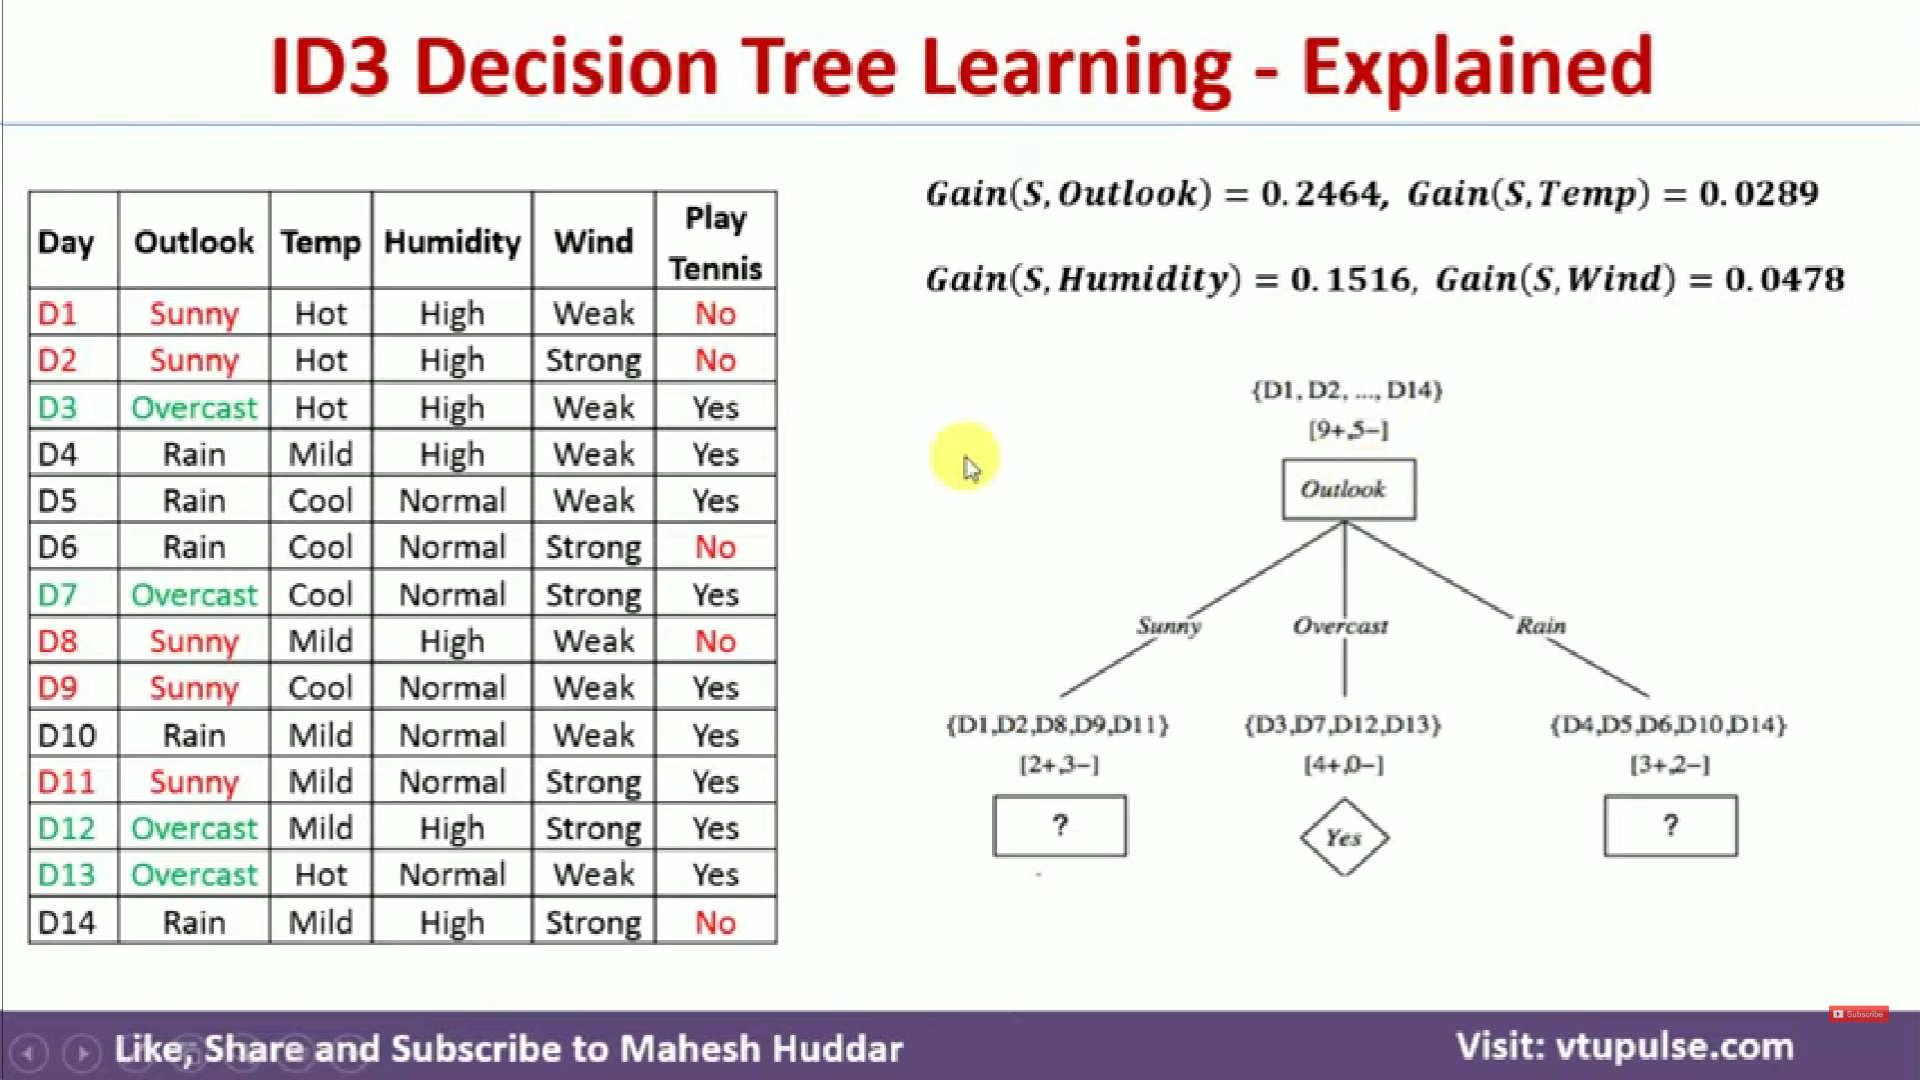 ID3 Decision Tree Learning - Explained
Day Outlook Temp Humidity Wind Play Tennis
D1 Sunny Hot High Weak No
D2 Sunny Hot High Strong No
D3 Overcast Hot High Weak Yes
D4 Rain Mild High Weak Yes
D5 Rain Cool Normal Weak Yes
D6 Rain Cool Normal Strong No
D7 Overcast Cool Normal Strong Yes
D8 Sunny Mild High Weak No
D9 Sunny Cool Normal Weak Yes
D10 Rain Mild Normal Weak Yes
D11 Sunny Mild Normal Strong Yes
D12 Overcast Mild High Strong Yes
D13 Overcast Hot Normal Weak Yes
D14 Rain Mild High Strong No
Gain(S, Outlook) = 0.2464, Gain(S, Temp) = 0.0289
Gain(S, Humidity) = 0.1516, Gain(S, Wind) = 0.0478
{D1, D2, ..., D14}
[9+,5−]
Outlook
Sunny Overcast Rain
{D1,D2,D8,D9,D11} {D3,D7,D12,D13} {D4,D5,D6,D10,D14}
[2+,3−] [4+,0−] [3+,2−]
? Yes ?
Subscribe
Like, Share and Subscribe to Mahesh Huddar Visit: vtupulse.com